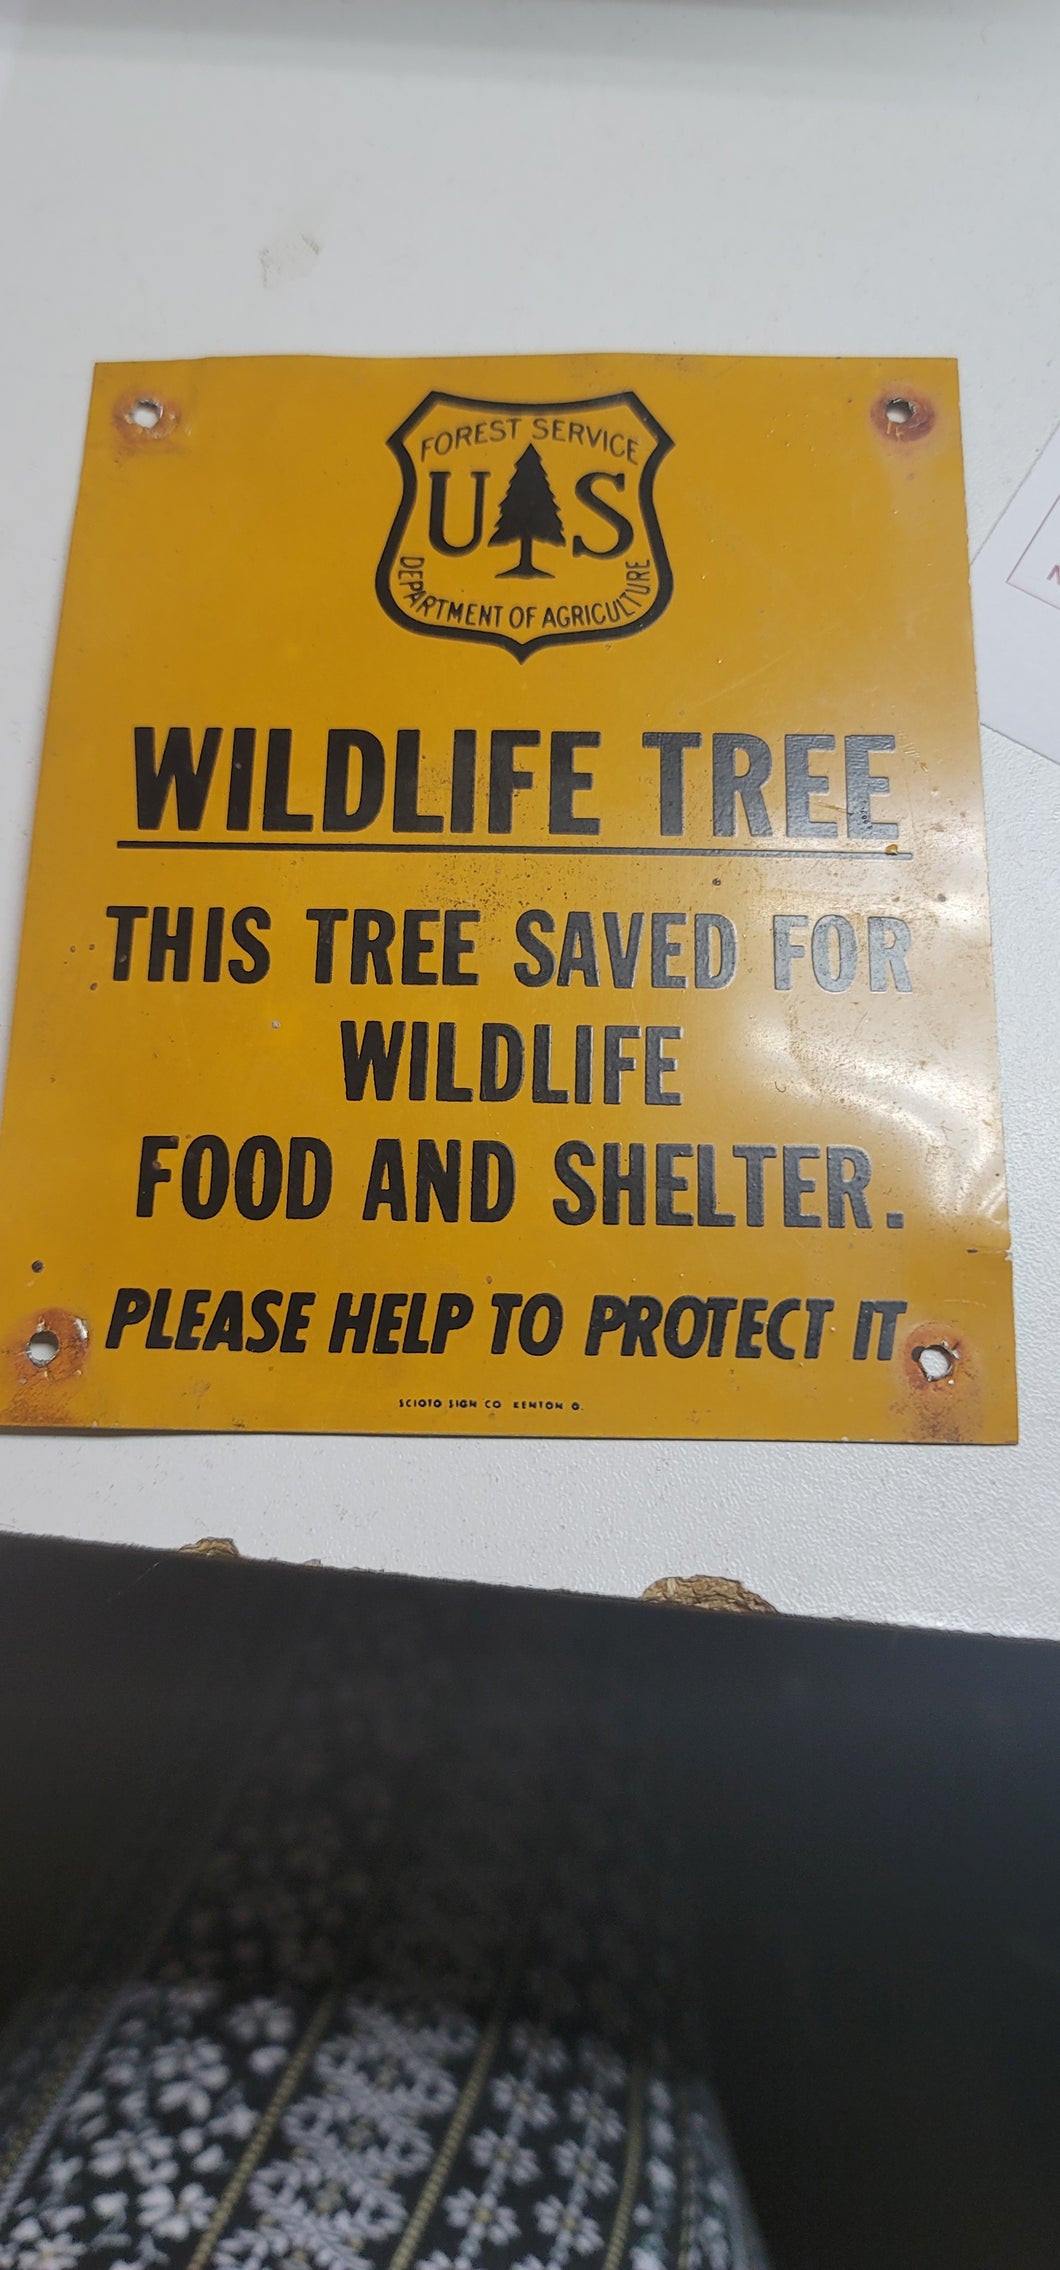 FOREST SERVICE
U S
DEPARTMENT OF AGRICULTURE
WILDLIFE TREE
THIS TREE SAVED FOR
WILDLIFE
FOOD AND SHELTER.
PLEASE HELP TO PROTECT IT
SCIOTO SIGN CO KENTON O.